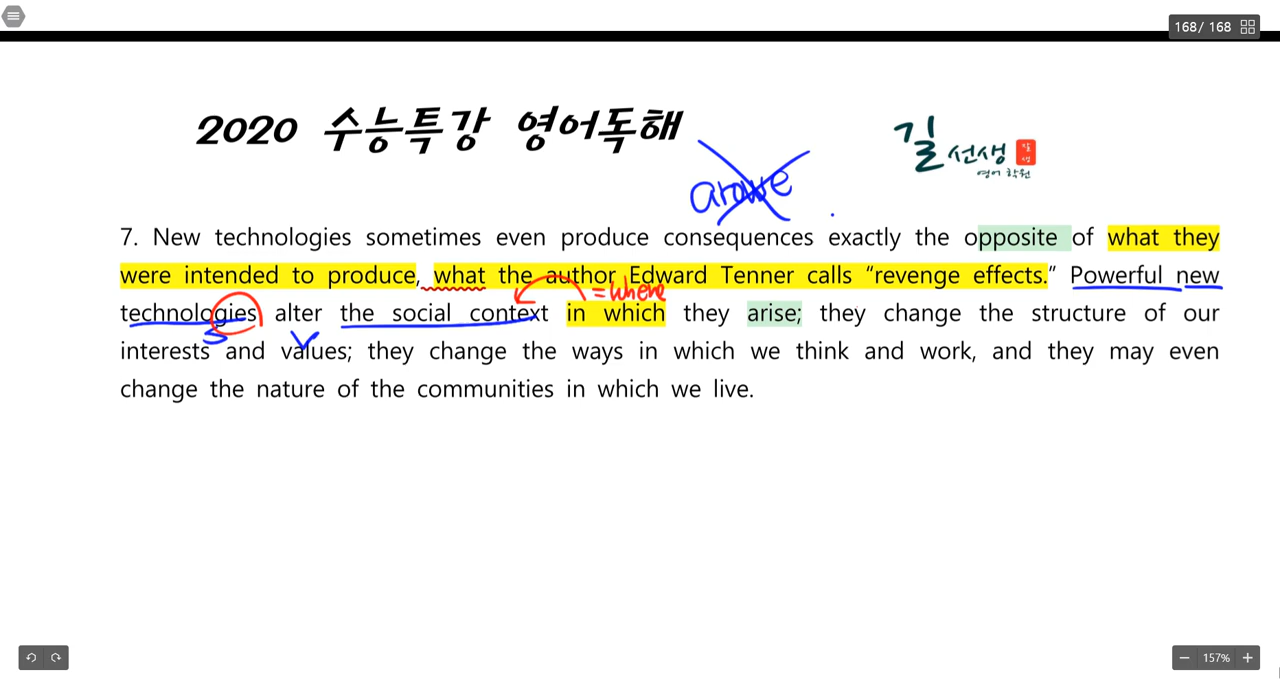 168/ 168
2020 수능특강 영어독해
길선생
영어 학원
7. New technologies sometimes even produce consequences exactly the opposite of what they
were intended to produce, what the author Edward Tenner calls “revenge effects.” Powerful new
=where
technologies alter the social context in which they arise; they change the structure of our
S V
interests and values; they change the ways in which we think and work, and they may even
change the nature of the communities in which we live.
157%